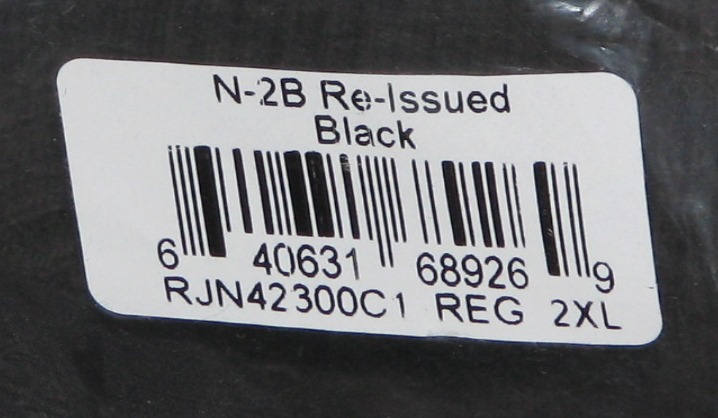 N-2B Re-Issued
Black
6 40631 68926 9
RJN42300C1 REG 2XL